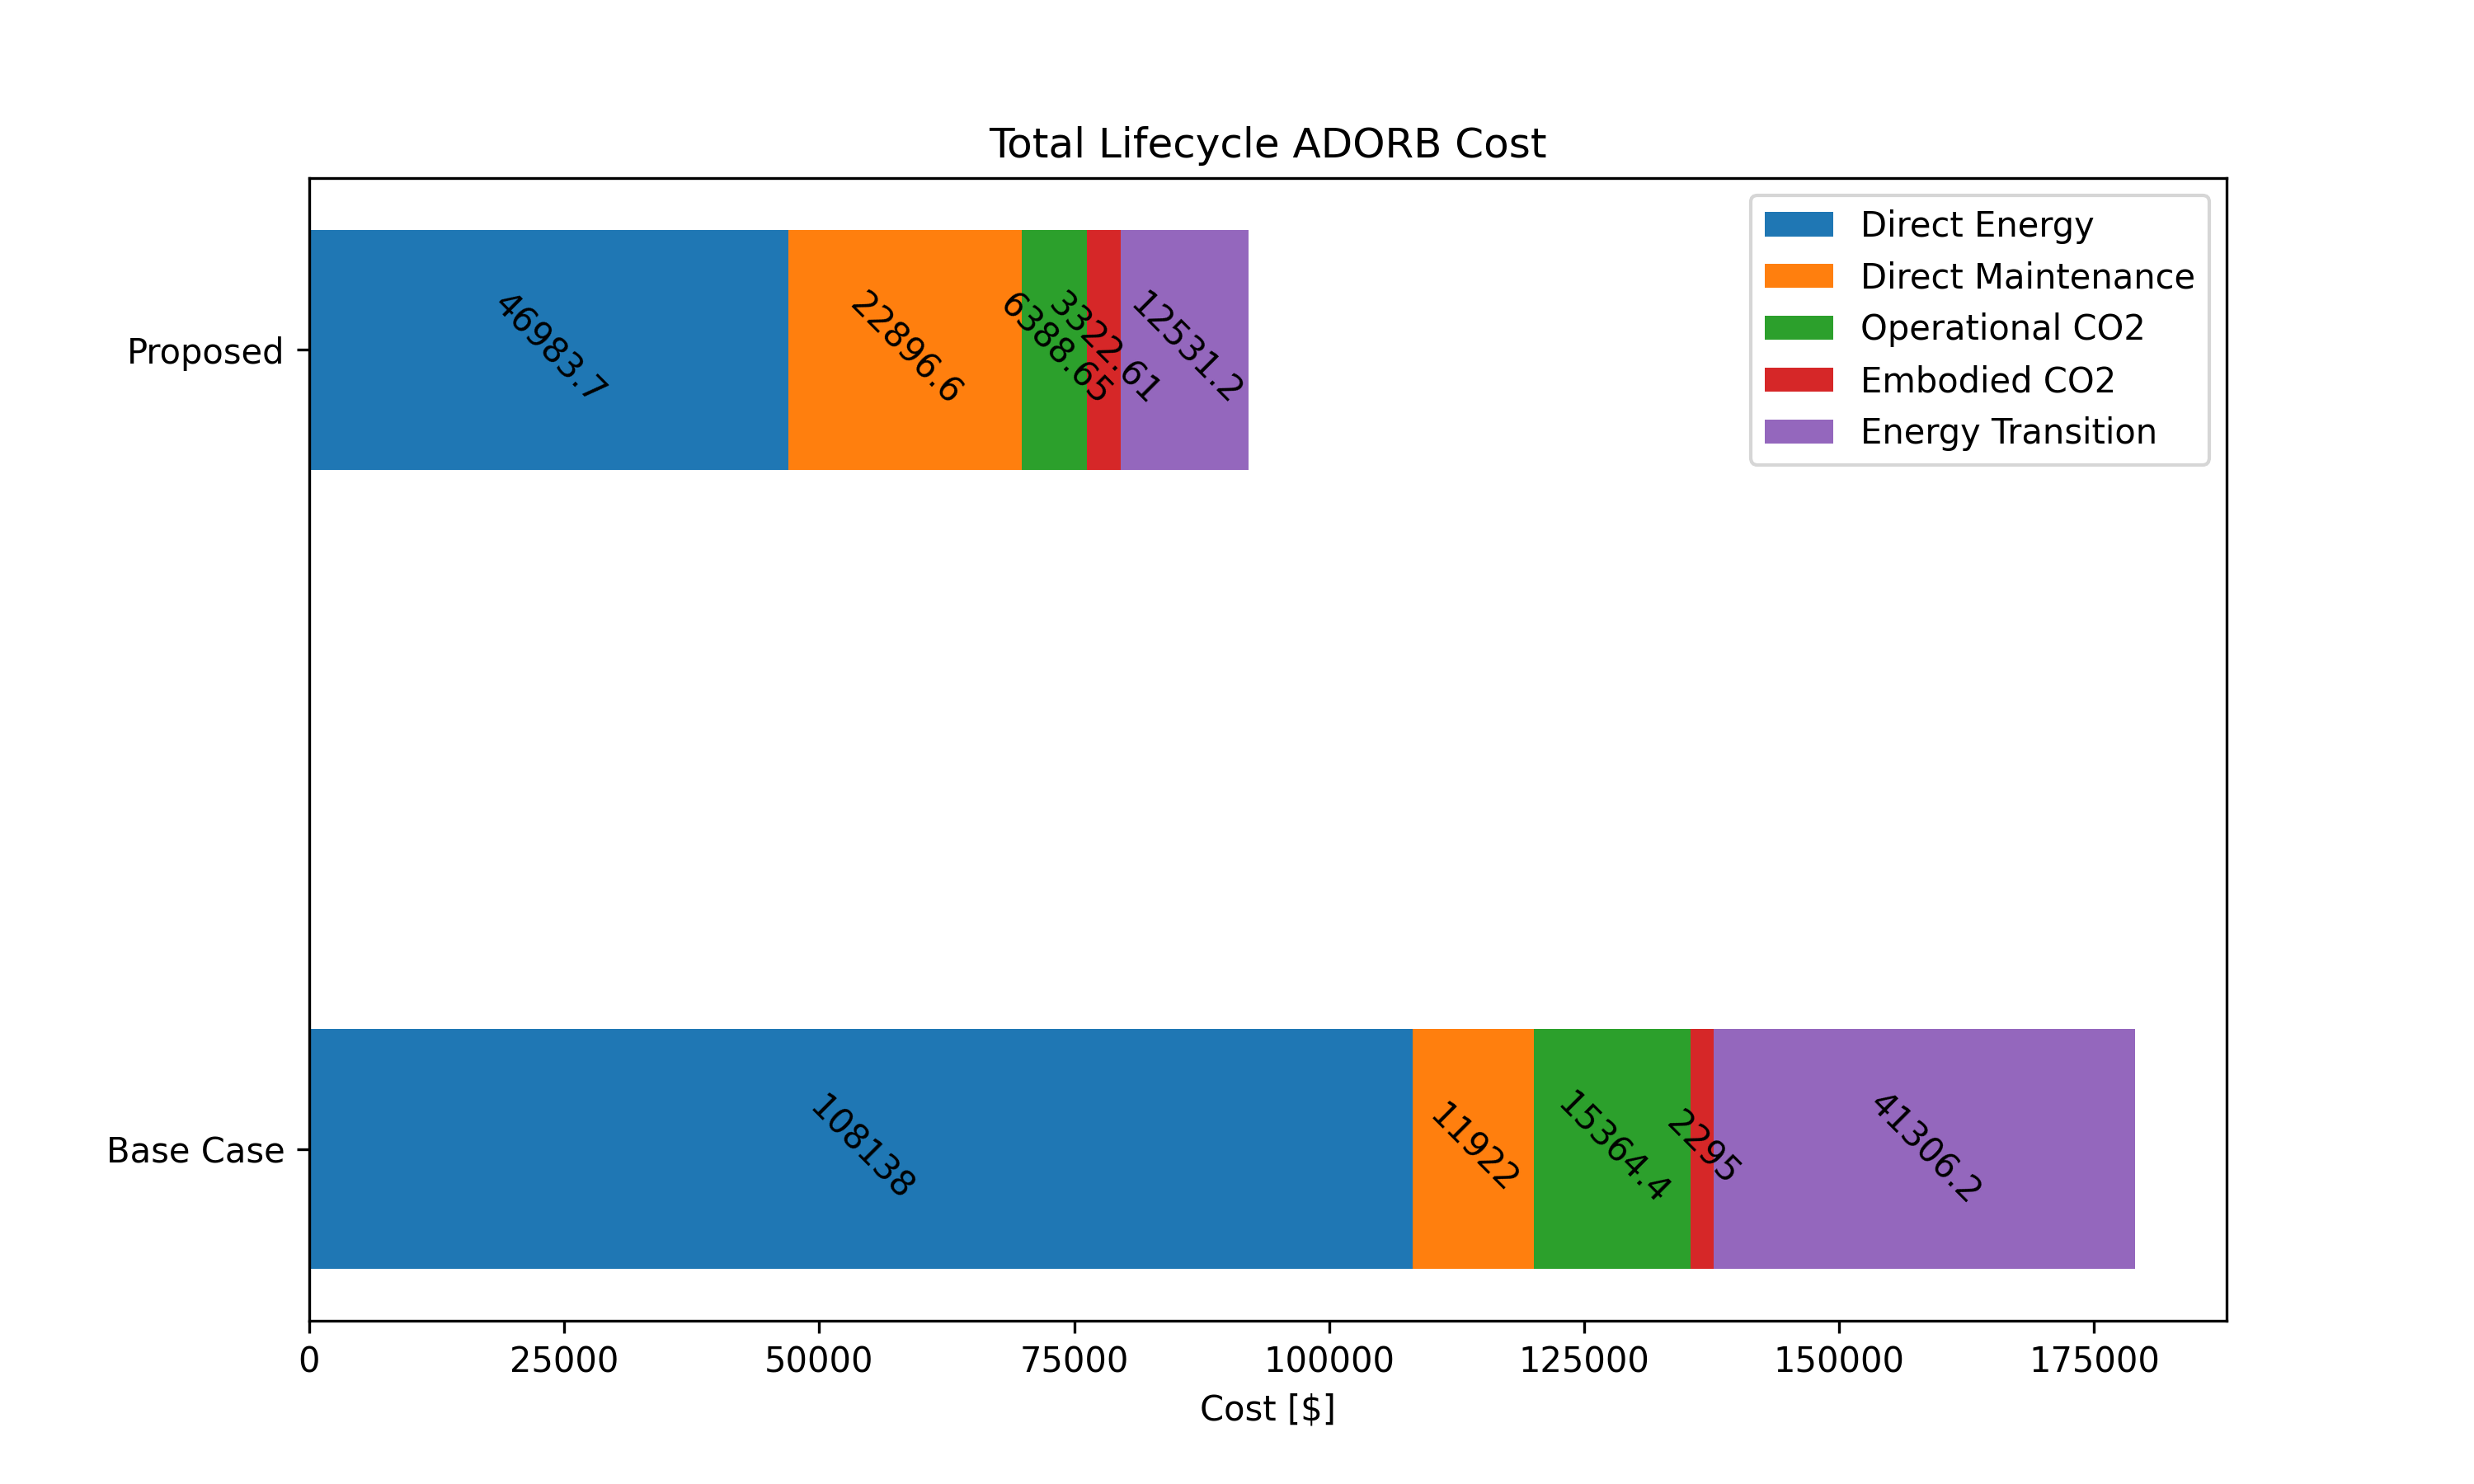 Total Lifecycle ADORB Cost
Direct Energy
Direct Maintenance
Operational CO2
Embodied CO2
Energy Transition
Proposed
46983.7
22896.6
6388.65
3322.61
12531.2
Base Case
108138
11922
15364.4
2295
41306.2
0 25000 50000 75000 100000 125000 150000 175000
Cost [$]